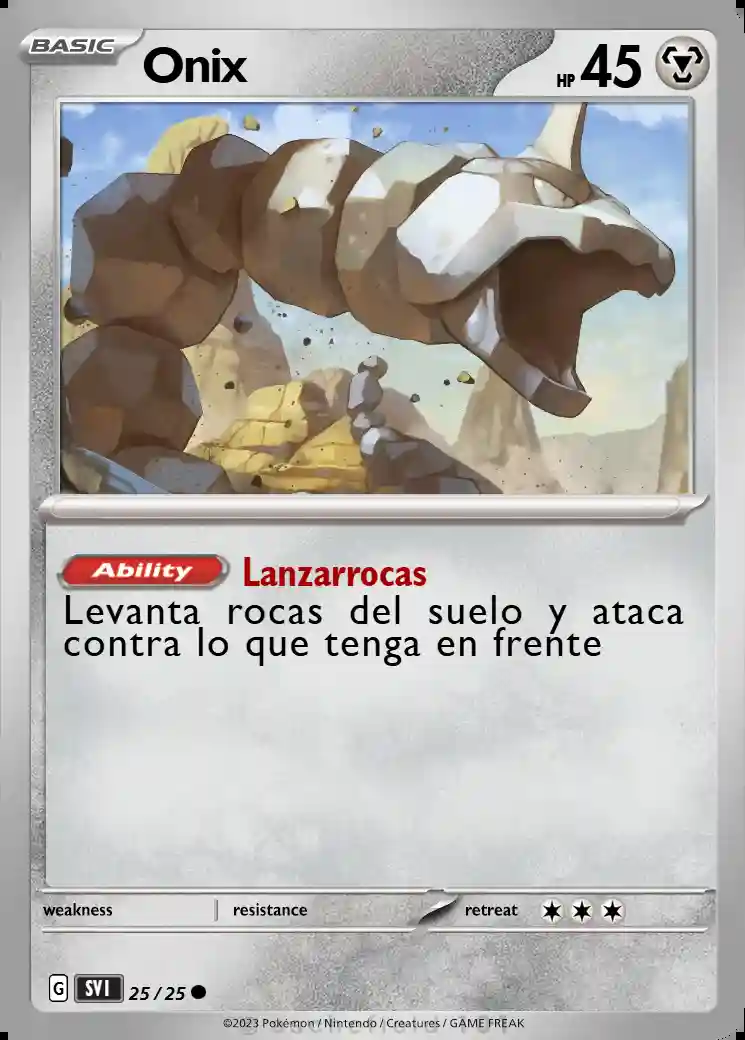 BASIC
Onix
HP 45
Ability Lanzarrocas
Levanta rocas del suelo y ataca
contra lo que tenga en frente
weakness resistance retreat
G SVI 25/25
©2023 Pokémon / Nintendo / Creatures / GAME FREAK